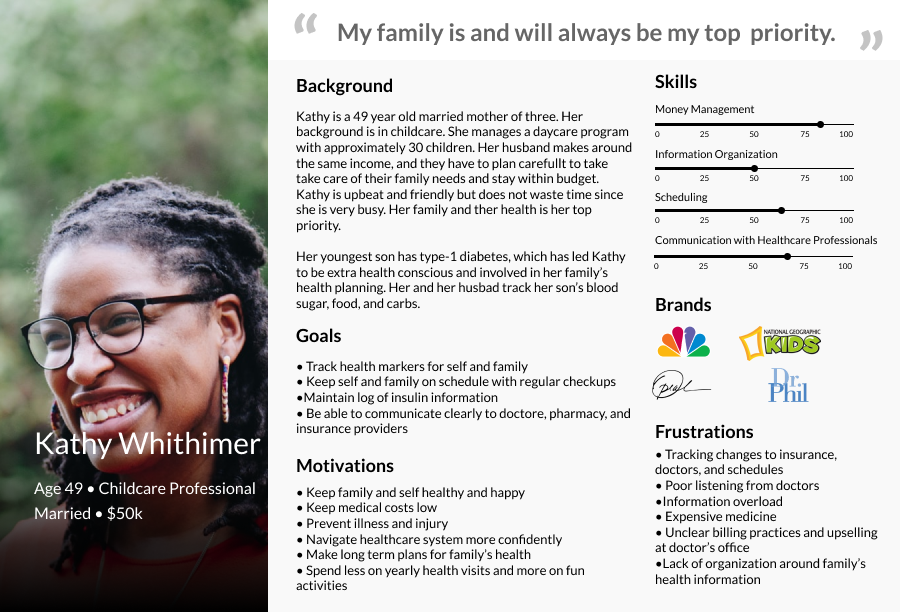 “ My family is and will always be my top priority. ”
Kathy Whithimer
Age 49 • Childcare Professional
Married • $50k
Background
Kathy is a 49 year old married mother of three. Her
background is in childcare. She manages a daycare program
with approximately 30 children. Her husband makes around
the same income, and they have to plan carefullt to take
take care of their family needs and stay within budget.
Kathy is upbeat and friendly but does not waste time since
she is very busy. Her family and ther health is her top
priority.
Her youngest son has type-1 diabetes, which has led Kathy
to be extra health conscious and involved in her family’s
health planning. Her and her husbad track her son’s blood
sugar, food, and carbs.
Goals
• Track health markers for self and family
• Keep self and family on schedule with regular checkups
•Maintain log of insulin information
• Be able to communicate clearly to doctore, pharmacy, and
insurance providers
Motivations
• Keep family and self healthy and happy
• Keep medical costs low
• Prevent illness and injury
• Navigate healthcare system more confidently
• Make long term plans for family’s health
• Spend less on yearly health visits and more on fun
activities
Skills
Money Management
0 25 50 75 100
Information Organization
0 25 50 75 100
Scheduling
0 25 50 75 100
Communication with Healthcare Professionals
0 25 50 75 100
Brands
NATIONAL GEOGRAPHIC
KiDS
Oprah
Dr.
Phil
Frustrations
• Tracking changes to insurance,
doctors, and schedules
• Poor listening from doctors
•Information overload
• Expensive medicine
• Unclear billing practices and upselling
at doctor’s office
•Lack of organization around family’s
health information